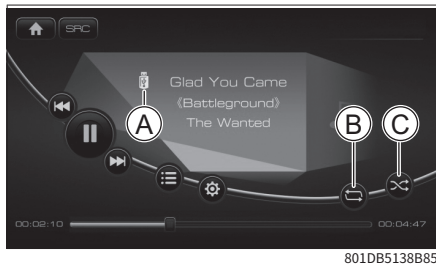 SRC
Glad You Came
A
《Battleground》
B
C
The Wanted
00:02:10
00:04:47
801DB5138B85